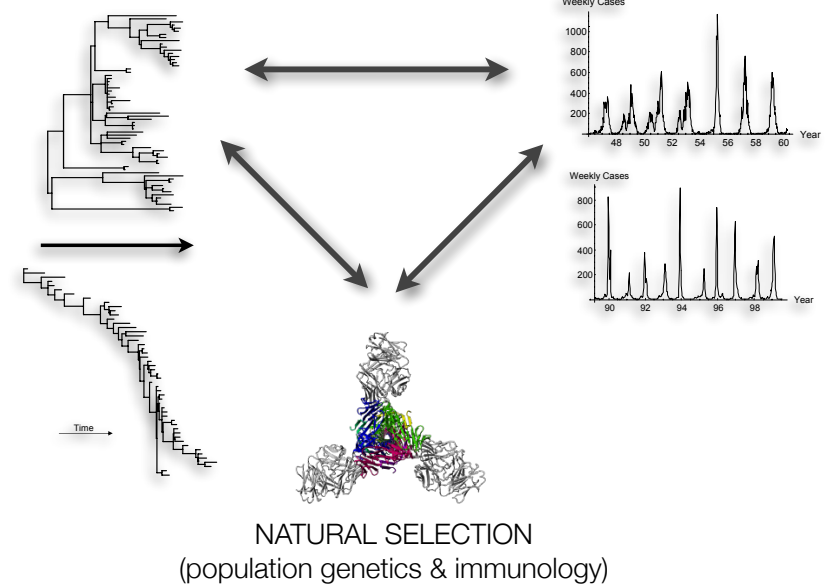 Weekly Cases
1000
800
600
400
200
48 50 52 54 56 58 60 Year
Weekly Cases
800
600
400
200
90 92 94 96 98 Year
Time
NATURAL SELECTION
(population genetics & immunology)